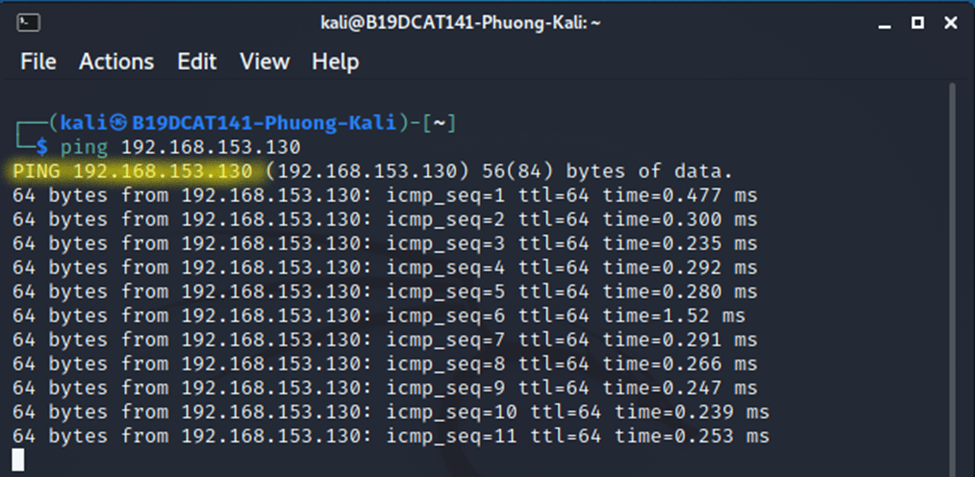 kali@B19DCAT141-Phuong-Kali: ~
File Actions Edit View Help
┌──(kali㉿B19DCAT141-Phuong-Kali)-[~]
└─$ ping 192.168.153.130
PING 192.168.153.130 (192.168.153.130) 56(84) bytes of data.
64 bytes from 192.168.153.130: icmp_seq=1 ttl=64 time=0.477 ms
64 bytes from 192.168.153.130: icmp_seq=2 ttl=64 time=0.300 ms
64 bytes from 192.168.153.130: icmp_seq=3 ttl=64 time=0.235 ms
64 bytes from 192.168.153.130: icmp_seq=4 ttl=64 time=0.292 ms
64 bytes from 192.168.153.130: icmp_seq=5 ttl=64 time=0.280 ms
64 bytes from 192.168.153.130: icmp_seq=6 ttl=64 time=1.52 ms
64 bytes from 192.168.153.130: icmp_seq=7 ttl=64 time=0.291 ms
64 bytes from 192.168.153.130: icmp_seq=8 ttl=64 time=0.266 ms
64 bytes from 192.168.153.130: icmp_seq=9 ttl=64 time=0.247 ms
64 bytes from 192.168.153.130: icmp_seq=10 ttl=64 time=0.239 ms
64 bytes from 192.168.153.130: icmp_seq=11 ttl=64 time=0.253 ms